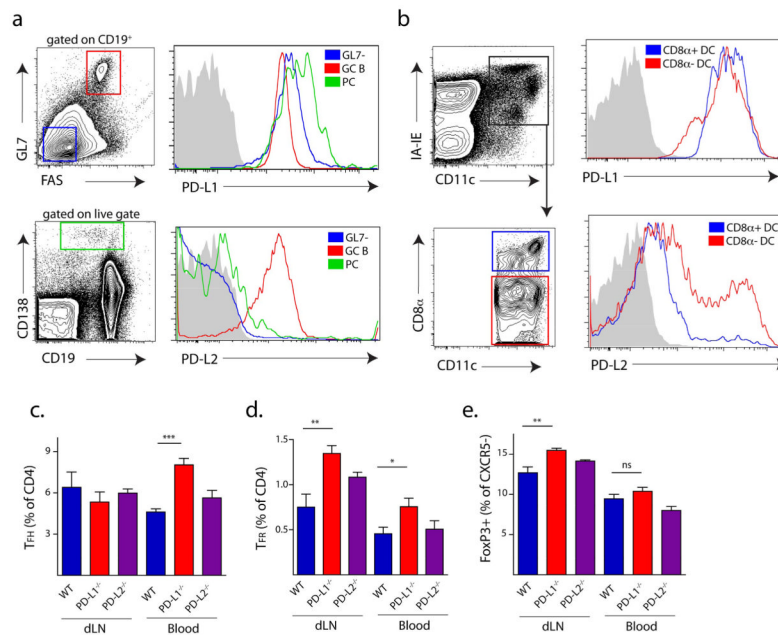 a
gated on CD19⁺
GL7
FAS
GL7-
GC B
PC
PD-L1
gated on live gate
CD138
CD19
GL7-
GC B
PC
PD-L2
b
IA-IE
CD11c
CD8α+ DC
CD8α- DC
PD-L1
CD8α
CD11c
CD8α+ DC
CD8α- DC
PD-L2
c.
TFH (% of CD4)
9
6
3
0
***
WT
PD-L1⁻/⁻
PD-L2⁻/⁻
WT
PD-L1⁻/⁻
PD-L2⁻/⁻
dLN
Blood
d.
TFR (% of CD4)
1.5
1.0
0.5
0
**
*
WT
PD-L1⁻/⁻
PD-L2⁻/⁻
WT
PD-L1⁻/⁻
PD-L2⁻/⁻
dLN
Blood
e.
FoxP3+ (% of CXCR5-)
15
10
5
0
**
ns
WT
PD-L1⁻/⁻
PD-L2⁻/⁻
WT
PD-L1⁻/⁻
PD-L2⁻/⁻
dLN
Blood